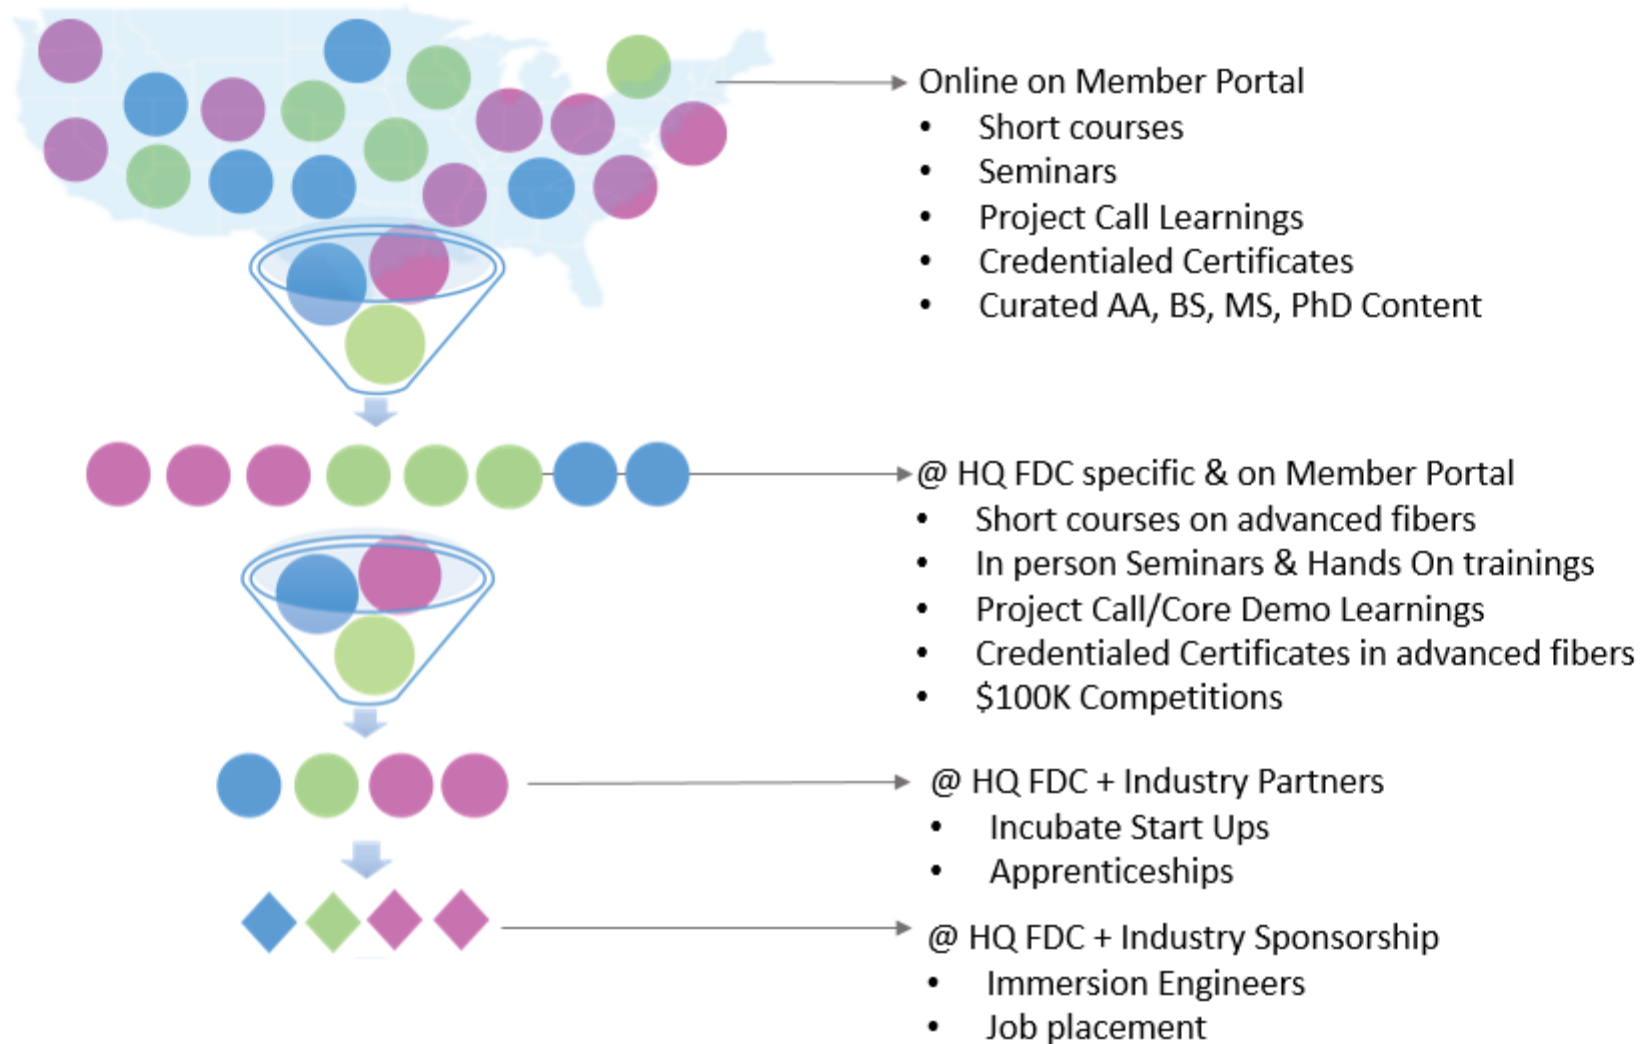 Online on Member Portal
• Short courses
• Seminars
• Project Call Learnings
• Credentialed Certificates
• Curated AA, BS, MS, PhD Content
@ HQ FDC specific & on Member Portal
• Short courses on advanced fibers
• In person Seminars & Hands On trainings
• Project Call/Core Demo Learnings
• Credentialed Certificates in advanced fibers
• $100K Competitions
@ HQ FDC + Industry Partners
• Incubate Start Ups
• Apprenticeships
@ HQ FDC + Industry Sponsorship
• Immersion Engineers
• Job placement